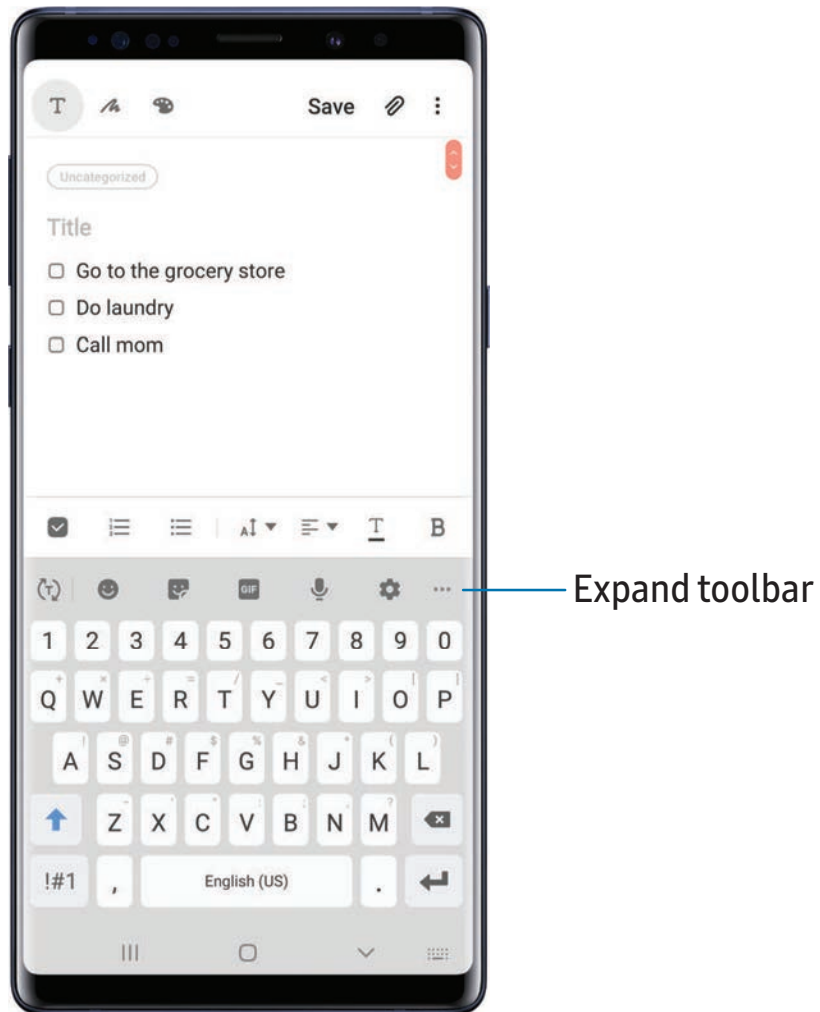 T Save
Uncategorized
Title
Go to the grocery store
Do laundry
Call mom
A T B
T GIF
Expand toolbar
1 2 3 4 5 6 7 8 9 0
Q W E R T Y U I O P
A S D F G H J K L
Z X C V B N M
!#1 , English (US) .